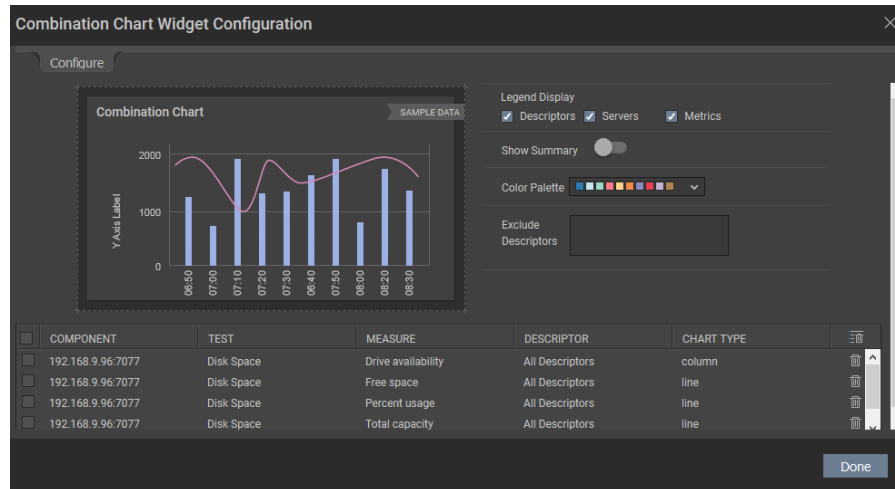 Combination Chart Widget Configuration
Configure
Combination Chart
SAMPLE DATA
Y Axis Label
2000
1000
0
06:50 07:00 07:10 07:20 07:30 06:40 07:50 08:00 08:20 08:30
Legend Display
Descriptors Servers Metrics
Show Summary
Color Palette
Exclude
Descriptors
COMPONENT TEST MEASURE DESCRIPTOR CHART TYPE
192.168.9.96:7077 Disk Space Drive availability All Descriptors column
192.168.9.96:7077 Disk Space Free space All Descriptors line
192.168.9.96:7077 Disk Space Percent usage All Descriptors line
192.168.9.96:7077 Disk Space Total capacity All Descriptors line
Done